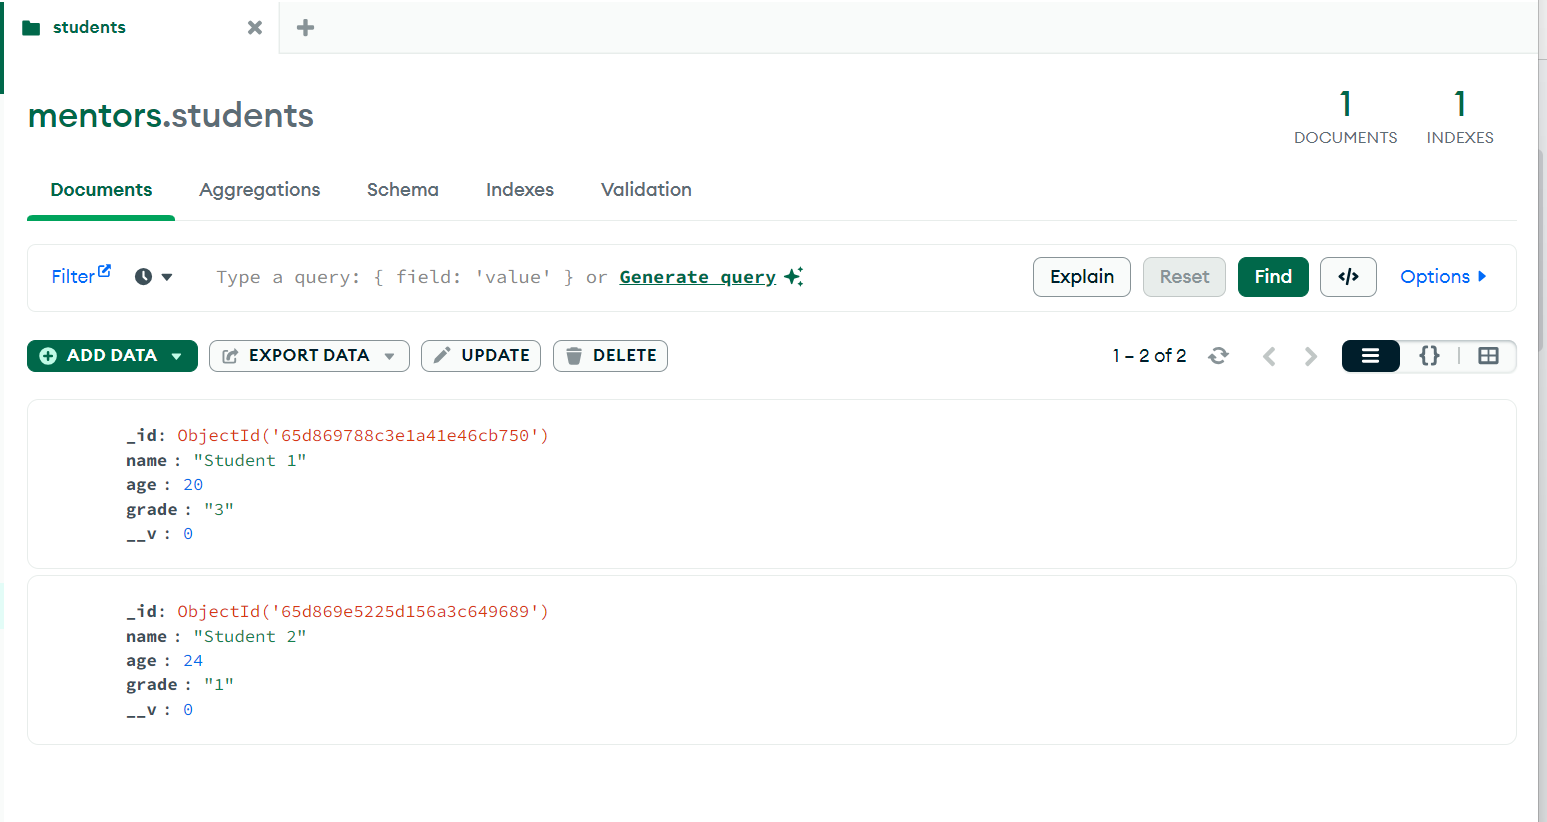 students
mentors.students
1 DOCUMENTS
1 INDEXES
Documents Aggregations Schema Indexes Validation
Filter Type a query: { field: 'value' } or Generate query Explain Reset Find </> Options
ADD DATA EXPORT DATA UPDATE DELETE 1 – 2 of 2 {}
_id: ObjectId('65d869788c3e1a41e46cb750')
name : "Student 1"
age : 20
grade : "3"
__v : 0
_id: ObjectId('65d869e5225d156a3c649689')
name : "Student 2"
age : 24
grade : "1"
__v : 0